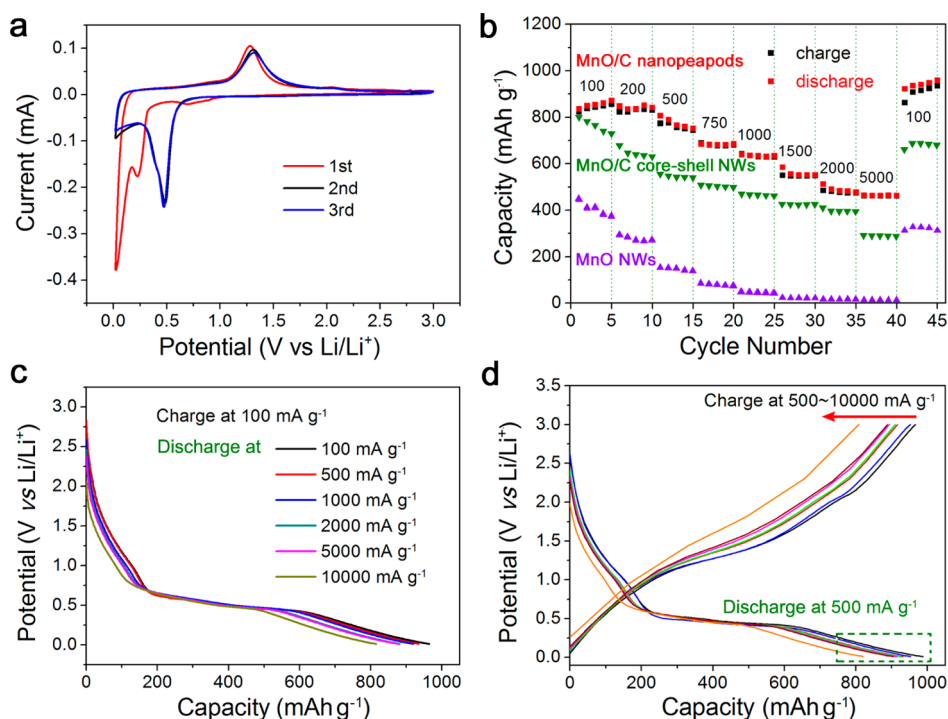 a
0.1
0.0
-0.1
-0.2
-0.3
-0.4
Current (mA)
1st
2nd
3rd
0.0 0.5 1.0 1.5 2.0 2.5 3.0
Potential (V vs Li/Li⁺)
b
1200
1000
800
600
400
200
0
Capacity (mAh g⁻¹)
MnO/C nanopeapods
charge
discharge
100
200
500
750
1000
1500
2000
5000
100
MnO/C core-shell NWs
MnO NWs
0 5 10 15 20 25 30 35 40 45
Cycle Number
c
3.0
2.5
2.0
1.5
1.0
0.5
0.0
Potential (V vs Li/Li⁺)
Charge at 100 mA g⁻¹
Discharge at
100 mA g⁻¹
500 mA g⁻¹
1000 mA g⁻¹
2000 mA g⁻¹
5000 mA g⁻¹
10000 mA g⁻¹
0 200 400 600 800 1000
Capacity (mAh g⁻¹)
d
3.5
3.0
2.5
2.0
1.5
1.0
0.5
0.0
Potential (V vs Li/Li⁺)
Charge at 500~10000 mA g⁻¹
Discharge at 500 mA g⁻¹
0 200 400 600 800 1000
Capacity (mAh g⁻¹)